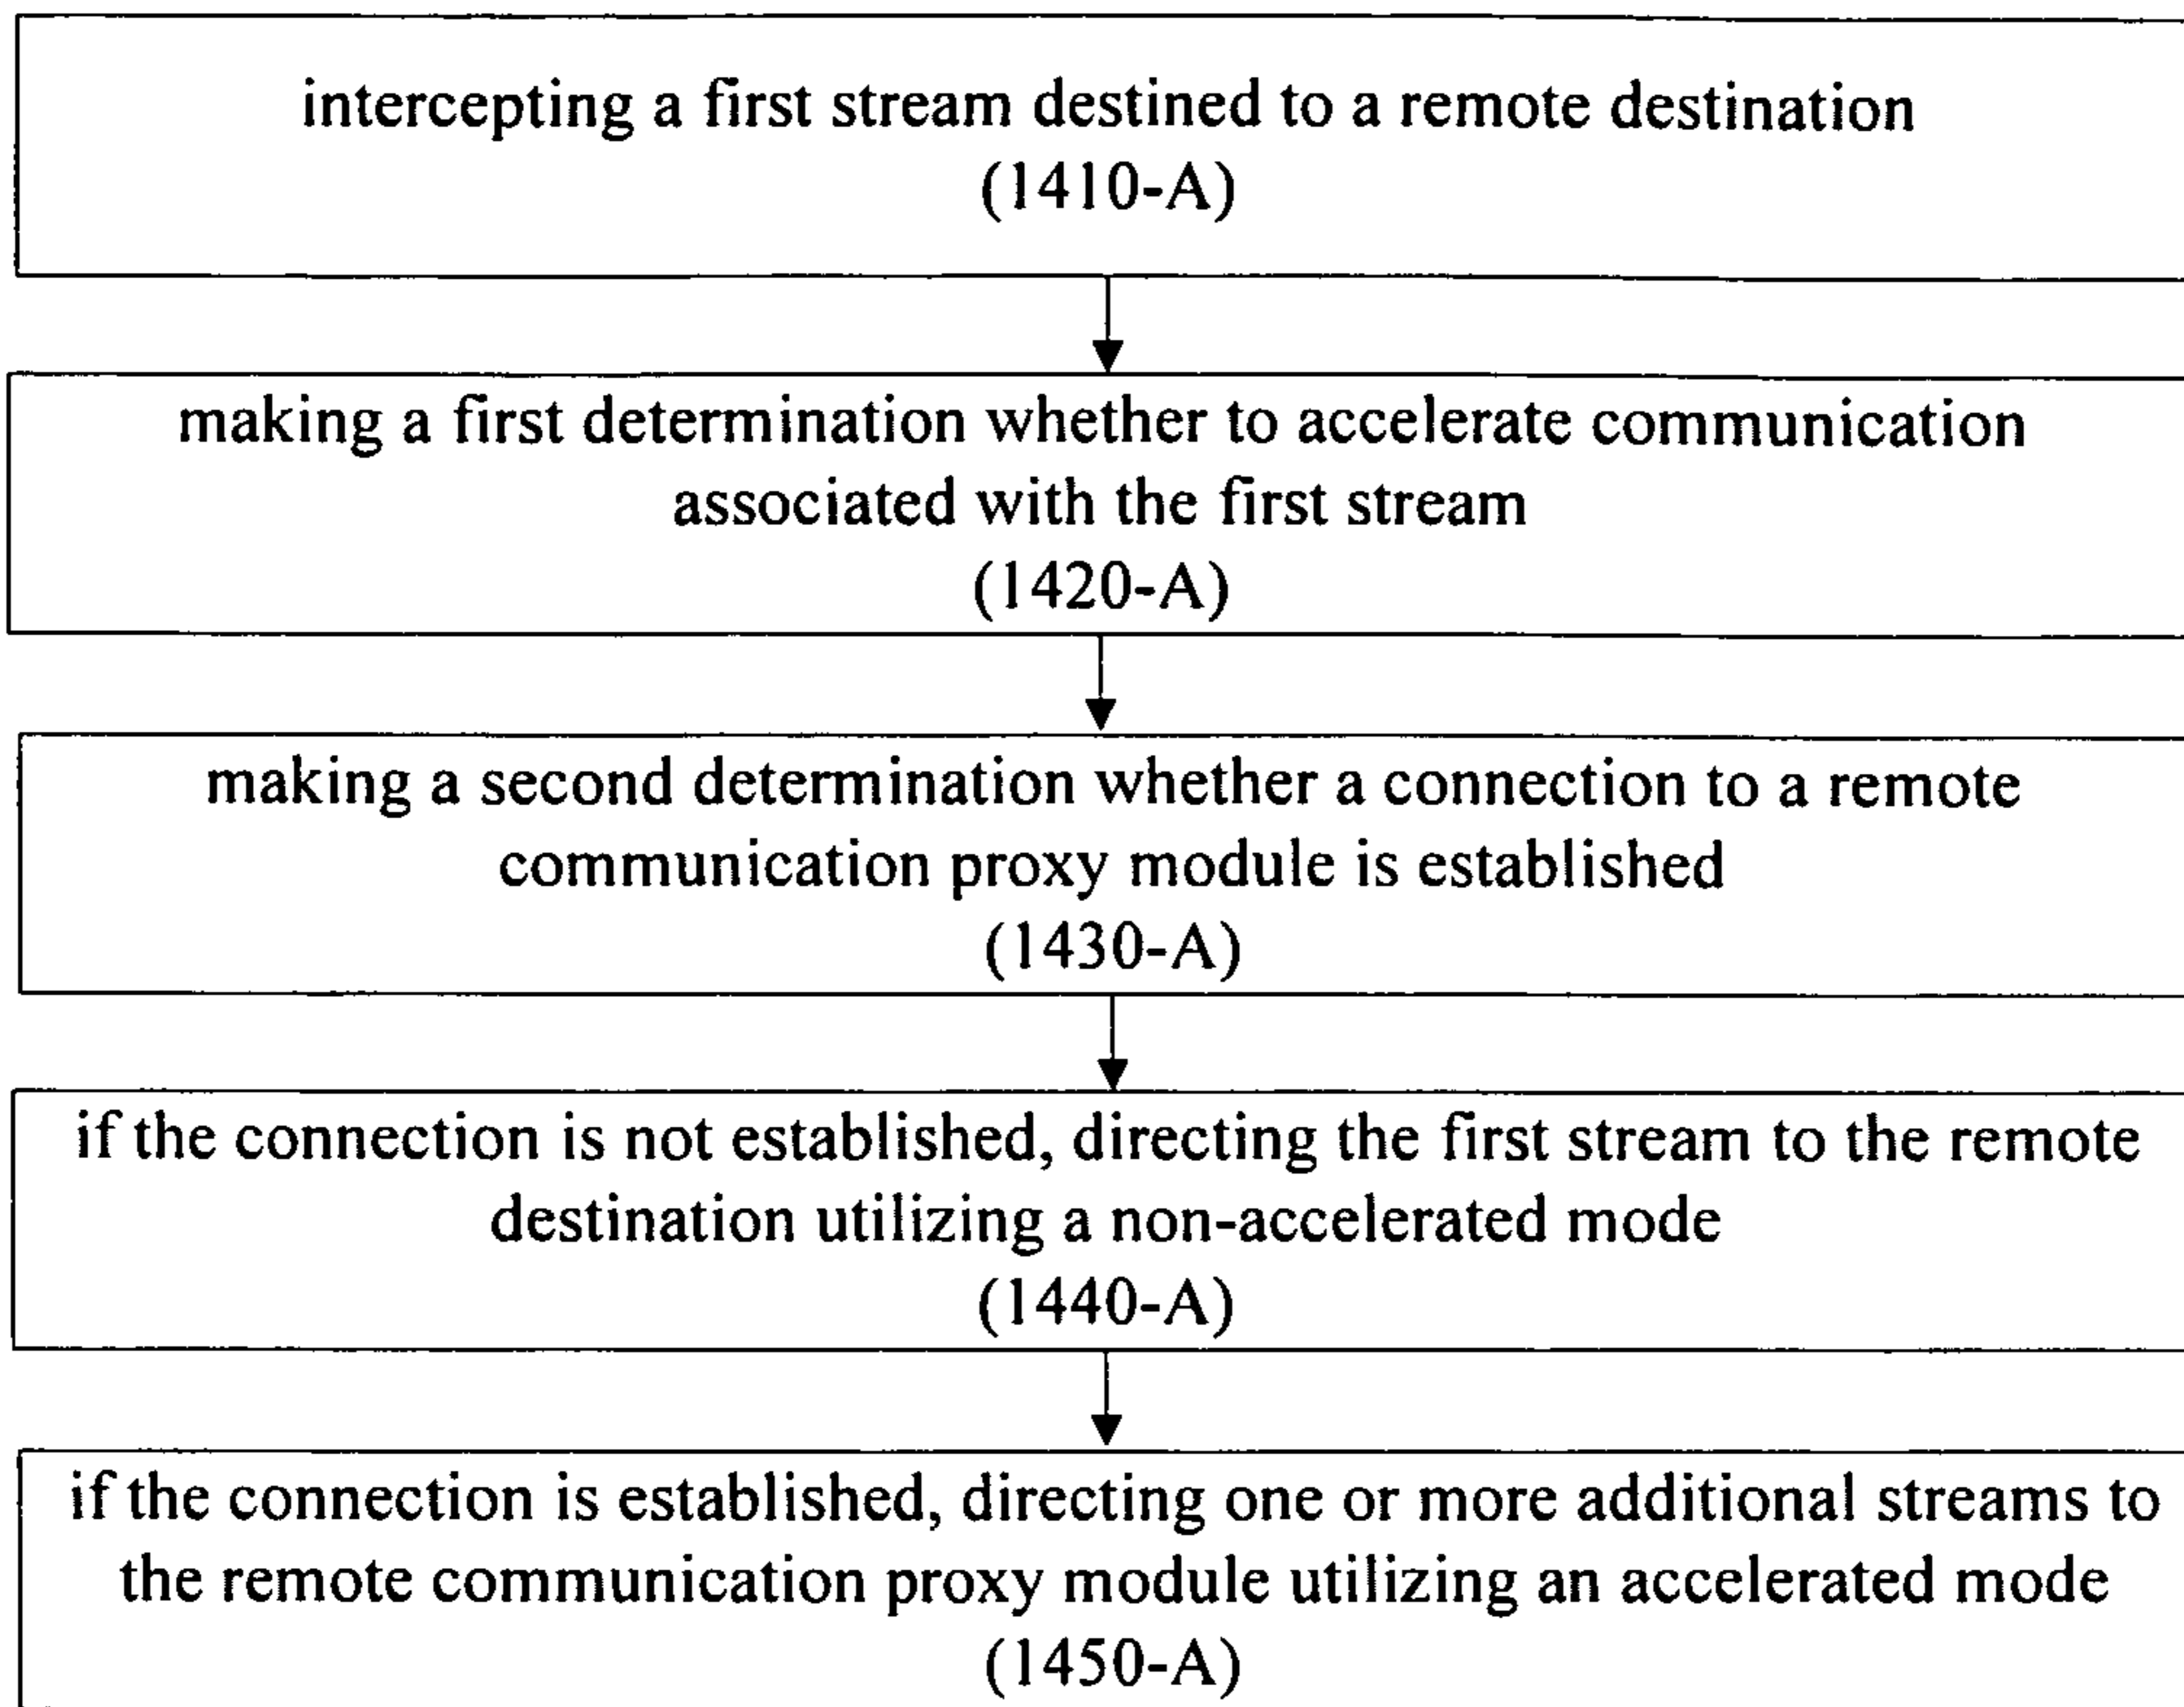 intercepting a first stream destined to a remote destination
(1410-A)
making a first determination whether to accelerate communication
associated with the first stream
(1420-A)
making a second determination whether a connection to a remote
communication proxy module is established
(1430-A)
if the connection is not established, directing the first stream to the remote
destination utilizing a non-accelerated mode
(1440-A)
if the connection is established, directing one or more additional streams to
the remote communication proxy module utilizing an accelerated mode
(1450-A)